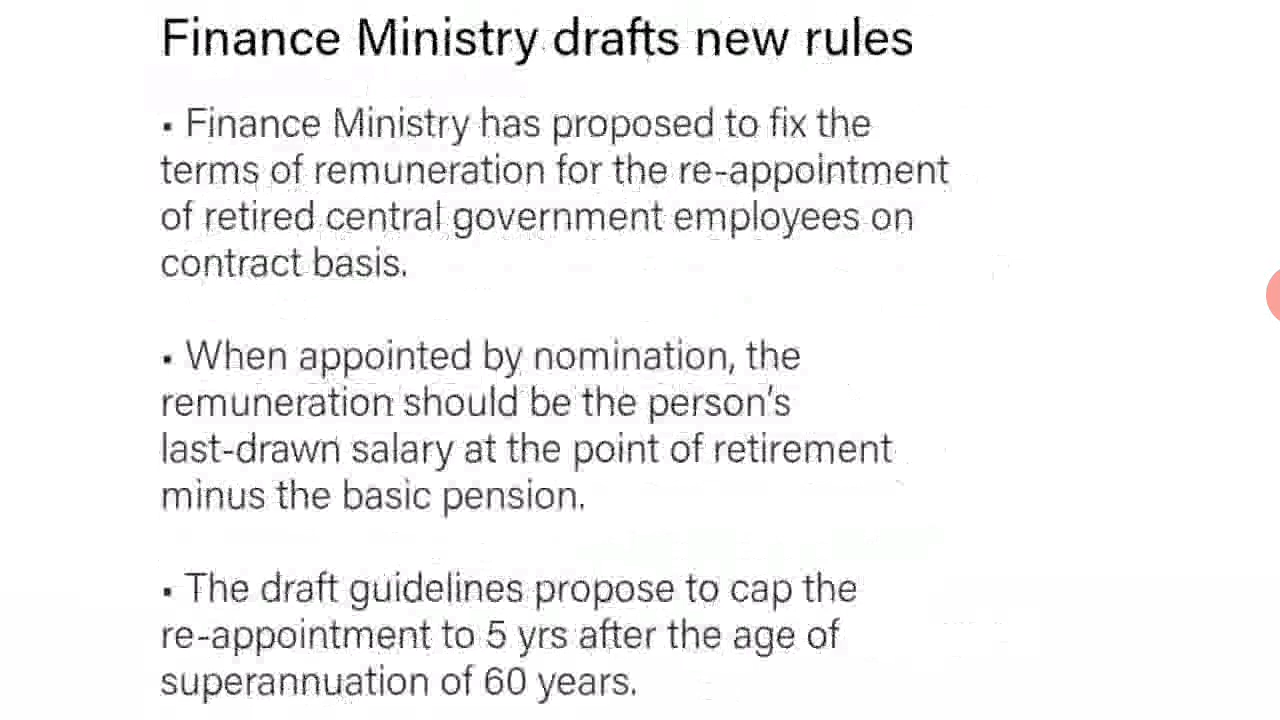 Finance Ministry drafts new rules
▪ Finance Ministry has proposed to fix the
terms of remuneration for the re-appointment
of retired central government employees on
contract basis.
▪ When appointed by nomination, the
remuneration should be the person's
last-drawn salary at the point of retirement
minus the basic pension.
▪ The draft guidelines propose to cap the
re-appointment to 5 yrs after the age of
superannuation of 60 years.